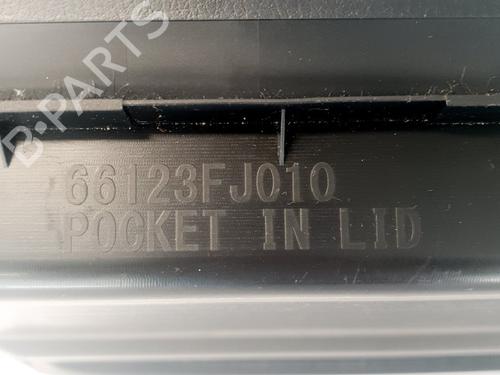 B-PARTS
66123FJ010
POCKET IN LID